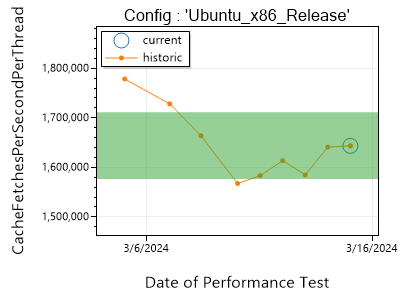 Config : 'Ubuntu_x86_Release'
current
historic
CacheFetchesPerSecondPerThread
1,800,000
1,700,000
1,600,000
1,500,000
3/6/2024
3/16/2024
Date of Performance Test